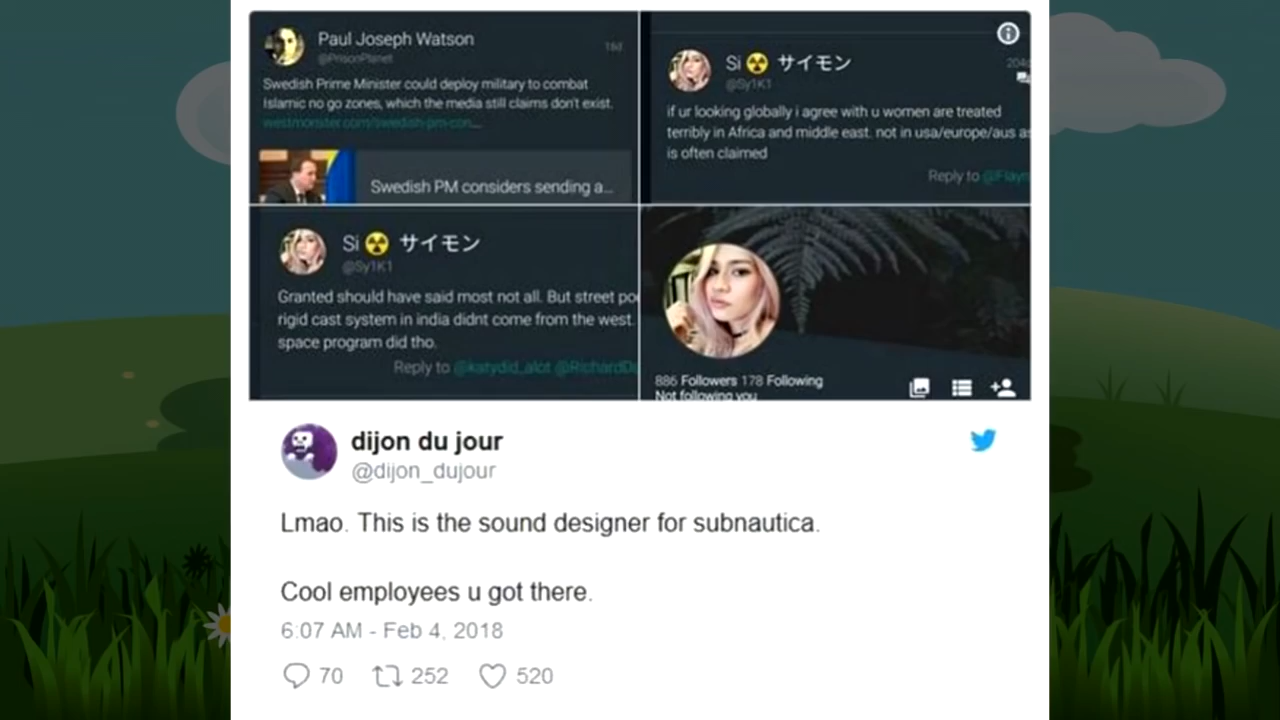 Paul Joseph Watson
16d
@PrisonPlanet
Swedish Prime Minister could deploy military to combat
Islamic no go zones, which the media still claims don't exist.
westmonster.com/swedish-pm-con...
Swedish PM considers sending a...
Si ☢ サイモン
204d
@Sy1K1
if ur looking globally i agree with u women are treated
terribly in Africa and middle east. not in usa/europe/aus as
is often claimed
Reply to @Flayn
Si ☢ サイモン
@Sy1K1
Granted should have said most not all. But street po
rigid cast system in india didnt come from the west.
space program did tho.
Reply to @katydid_alot @RichardDa
886 Followers 178 Following
Not following you
dijon du jour
@dijon_dujour
Lmao. This is the sound designer for subnautica.
Cool employees u got there.
6:07 AM - Feb 4, 2018
70 252 520